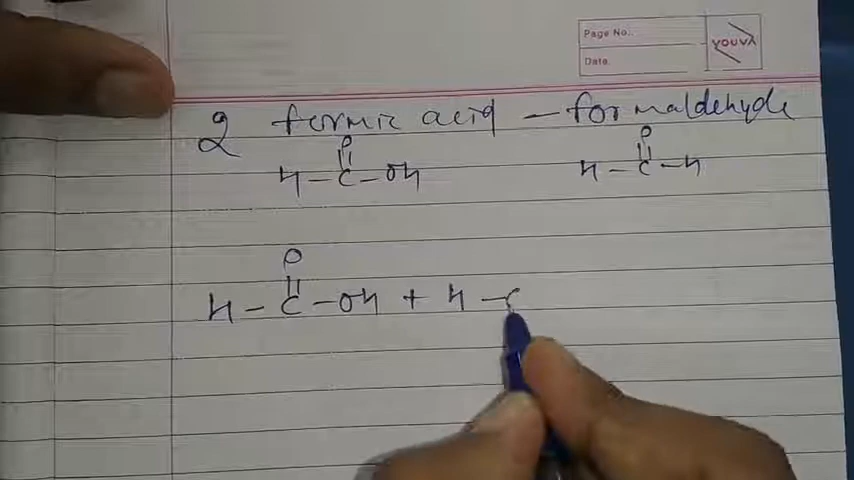 Page No..
Date.
youva
2 formic acid - formaldehyde
O O
H - C - OH H - C - H
O
H - C - OH + H - C